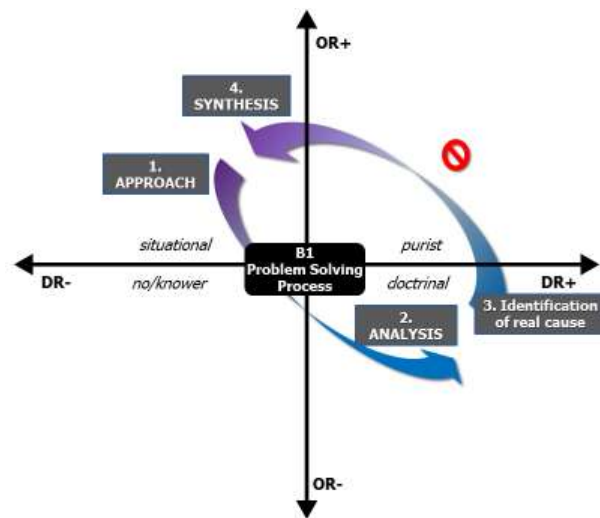 OR+
4.
SYNTHESIS
1.
APPROACH
situational
purist
B1
Problem Solving
Process
DR-
no/knower
doctrinal
DR+
2.
ANALYSIS
3. Identification
of real cause
OR-